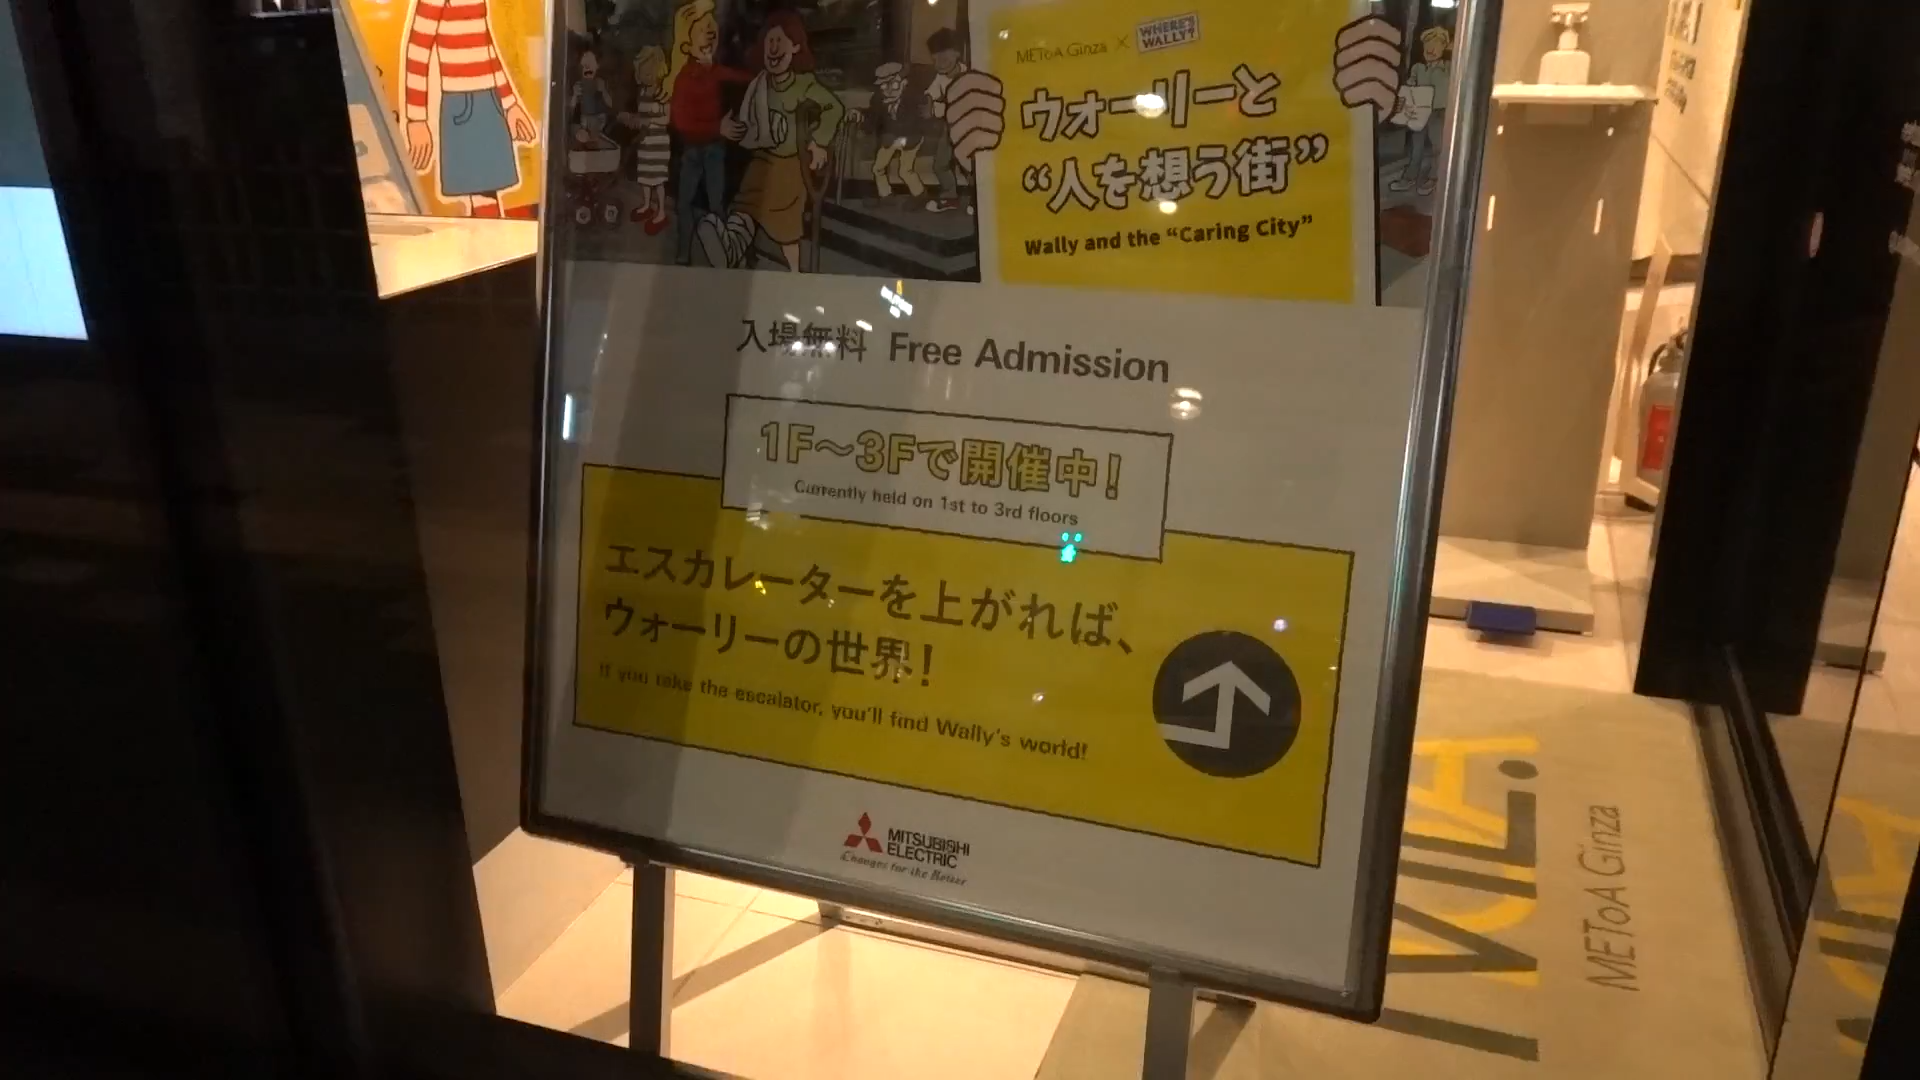 METoA Ginza × WHERE'S WALLY?
ウォーリーと
“人を想う街”
Wally and the “Caring City”
入場無料 Free Admission
1F～3Fで開催中！
Currently held on 1st to 3rd floors
エスカレーターを上がれば、
ウォーリーの世界！
If you take the escalator, you'll find Wally's world!
MITSUBISHI
ELECTRIC
Changes for the Better
METoA Ginza